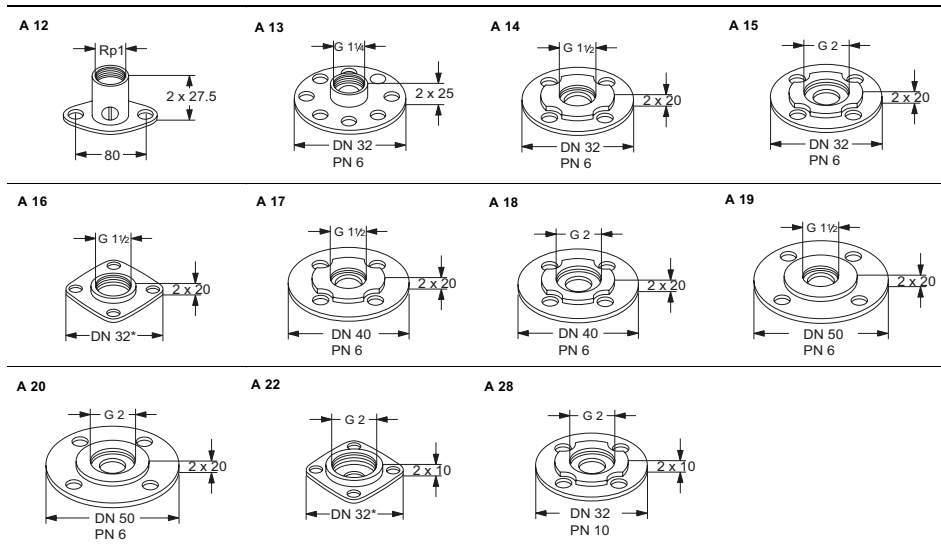 A 12
Rp1
2 x 27.5
80
A 13
G 1¼
2 x 25
DN 32
PN 6
A 14
G 1½
2 x 20
DN 32
PN 6
A 15
G 2
2 x 20
DN 32
PN 6
A 16
G 1½
2 x 20
DN 32*
A 17
G 1½
2 x 20
DN 40
PN 6
A 18
G 2
2 x 20
DN 40
PN 6
A 19
G 1½
2 x 20
DN 50
PN 6
A 20
G 2
2 x 20
DN 50
PN 6
A 22
G 2
2 x 10
DN 32*
A 28
G 2
2 x 10
DN 32
PN 10